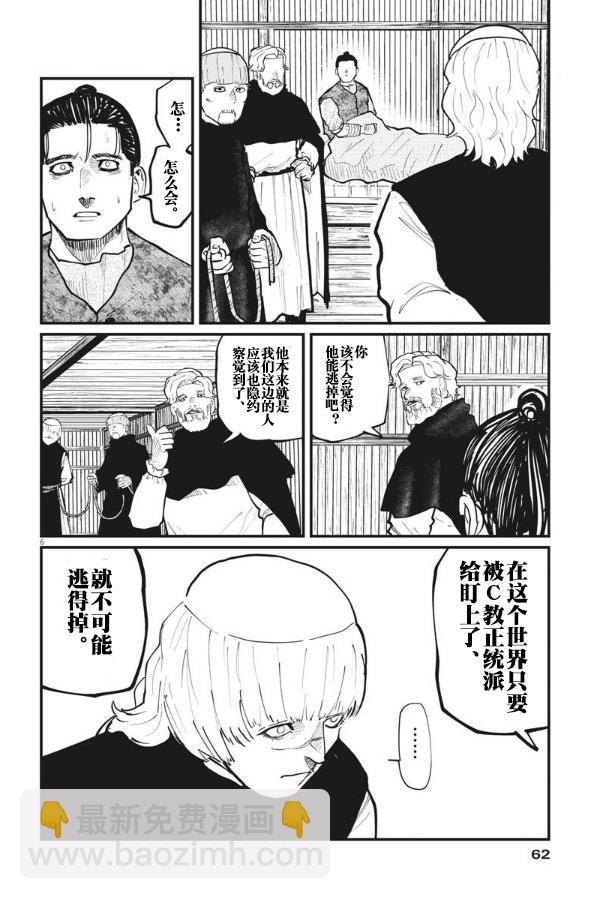 怎…
怎么会。
你
该不会觉得
他能逃掉吧？
他本来就是
我们这边的人
应该也隐约
察觉到了
6
在这个世界只要
被C教正统派
给盯上了、
就不可能
逃得掉。
……
👇最新免费漫画👇
www.baozimh.com
62